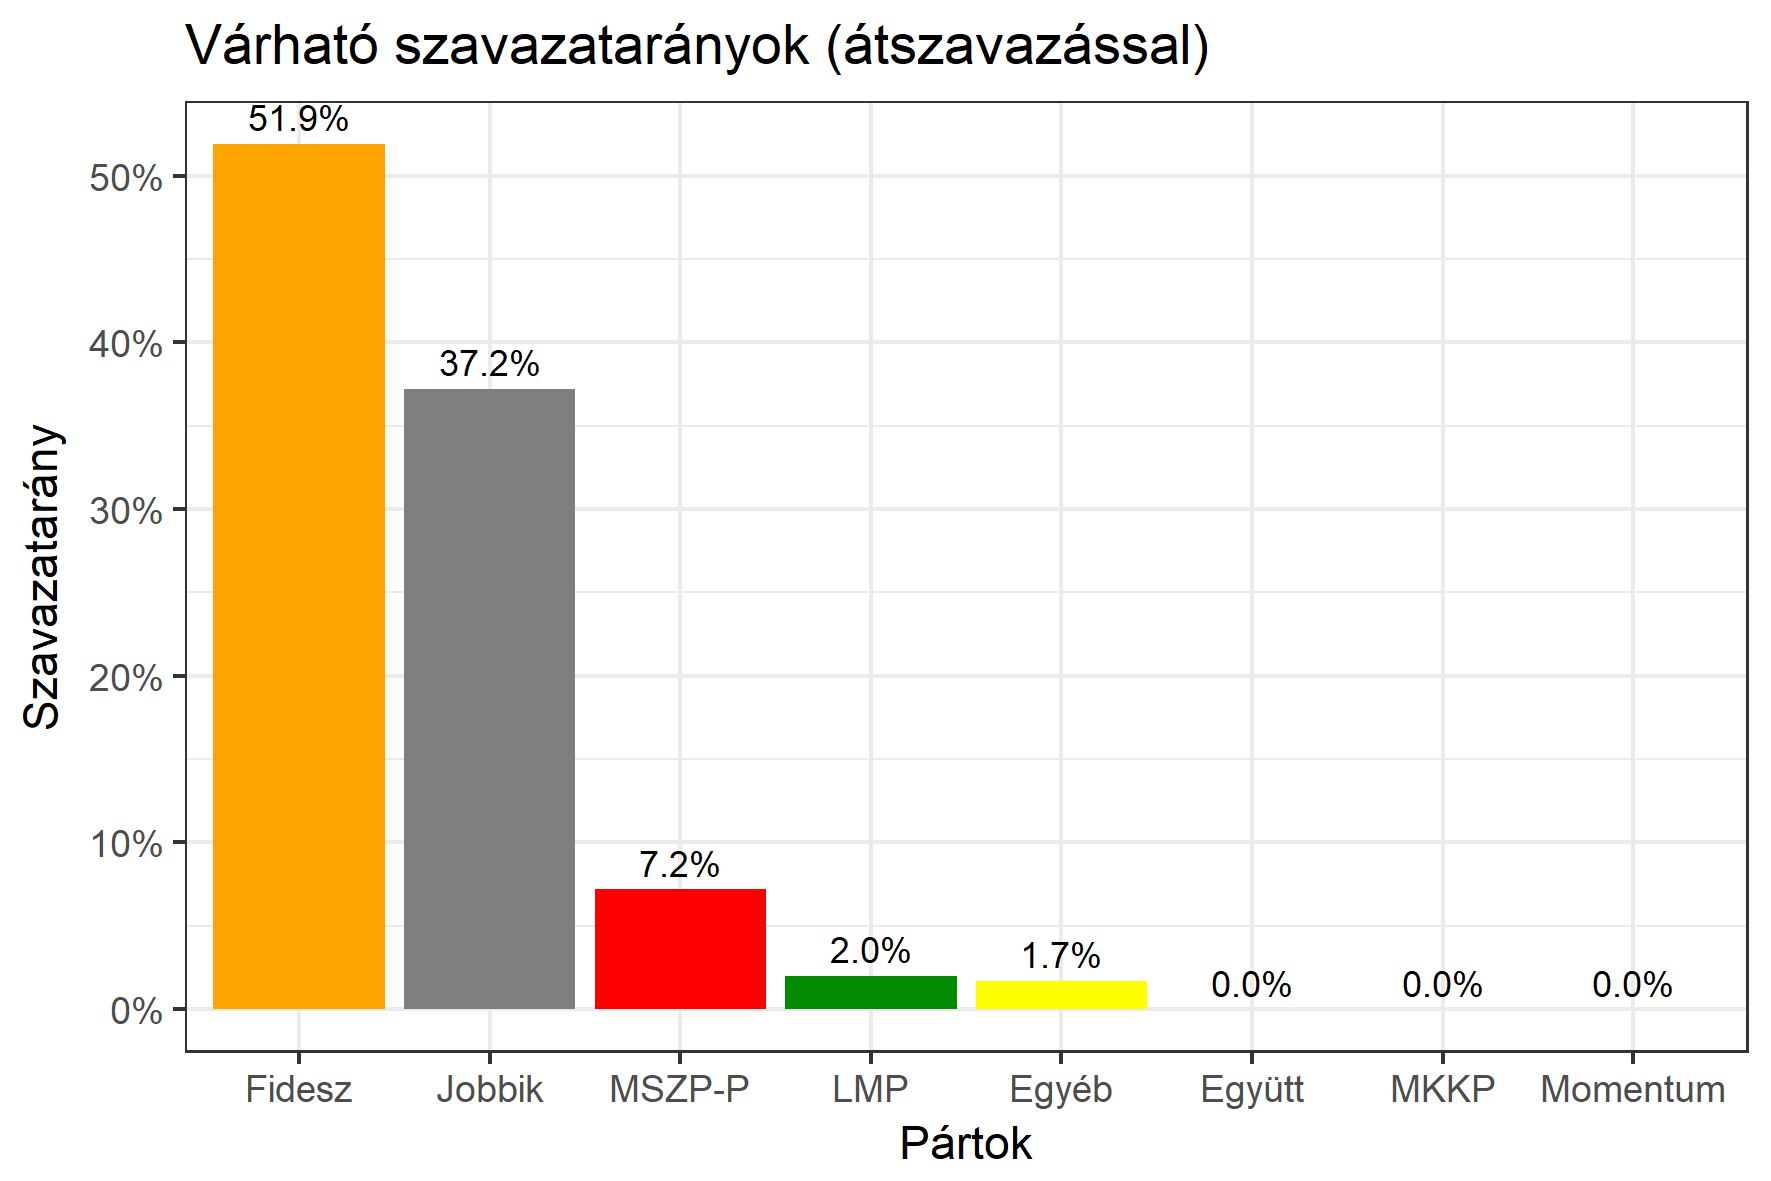 Várható szavazatarányok (átszavazással)
Szavazatarány
50%
40%
30%
20%
10%
0%
51.9%
37.2%
7.2%
2.0%
1.7%
0.0%
0.0%
0.0%
Fidesz
Jobbik
MSZP-P
LMP
Egyéb
Együtt
MKKP
Momentum
Pártok